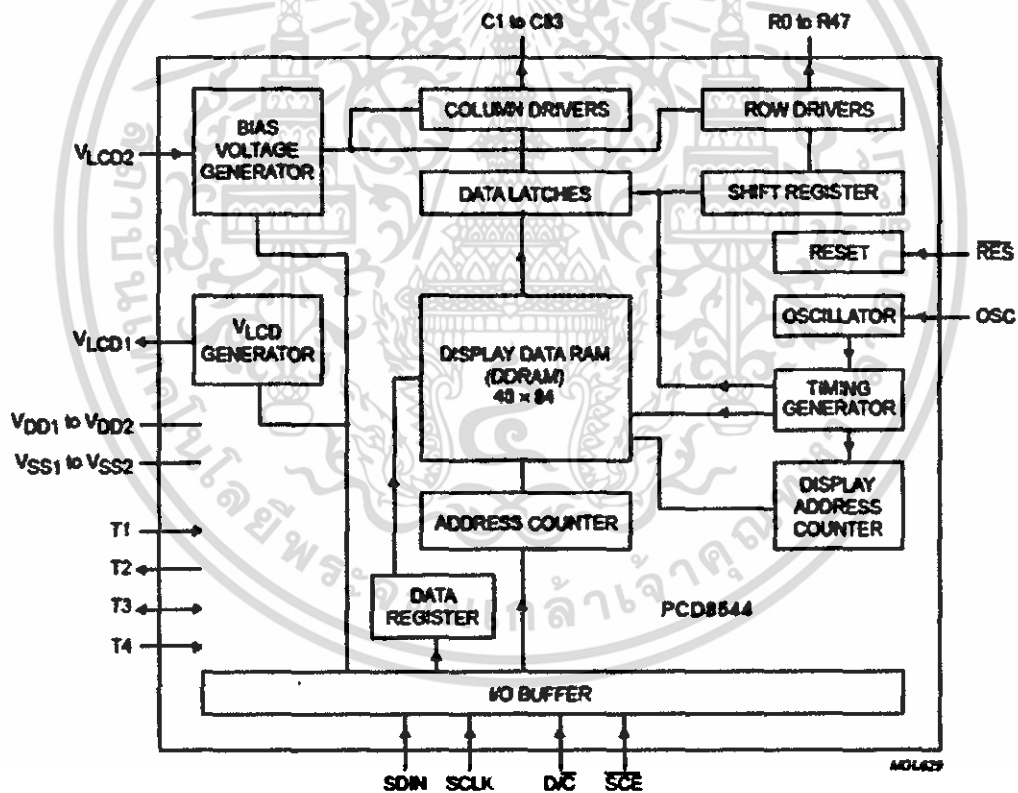 C1 to C83
R0 to R47
COLUMN DRIVERS
ROW DRIVERS
BIAS
VOLTAGE
GENERATOR
VLCD2
DATA LATCHES
SHIFT REGISTER
RESET
RES
OSCILLATOR
OSC
VLCD1
VLCD
GENERATOR
DISPLAY DATA RAM
(DDRAM)
48 × 84
TIMING
GENERATOR
VDD1 to VDD2
VSS1 to VSS2
DISPLAY
ADDRESS
COUNTER
ADDRESS COUNTER
T1
T2
T3
T4
DATA
REGISTER
PCD8544
I/O BUFFER
SDIN
SCLK
D/C
SCE
MGL629